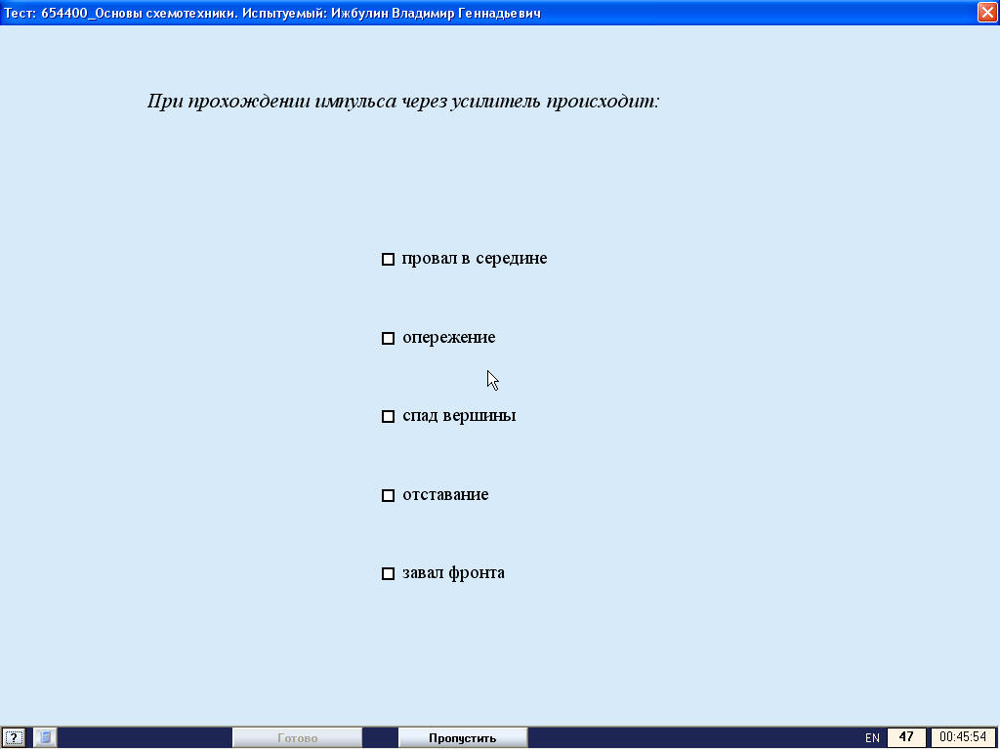 Тест: 654400_Основы схемотехники. Испытуемый: Ижбулин Владимир Геннадьевич
При прохождении импульса через усилитель происходит:
провал в середине
опережение
спад вершины
отставание
завал фронта
? Готово Пропустить EN 47 00:45:54